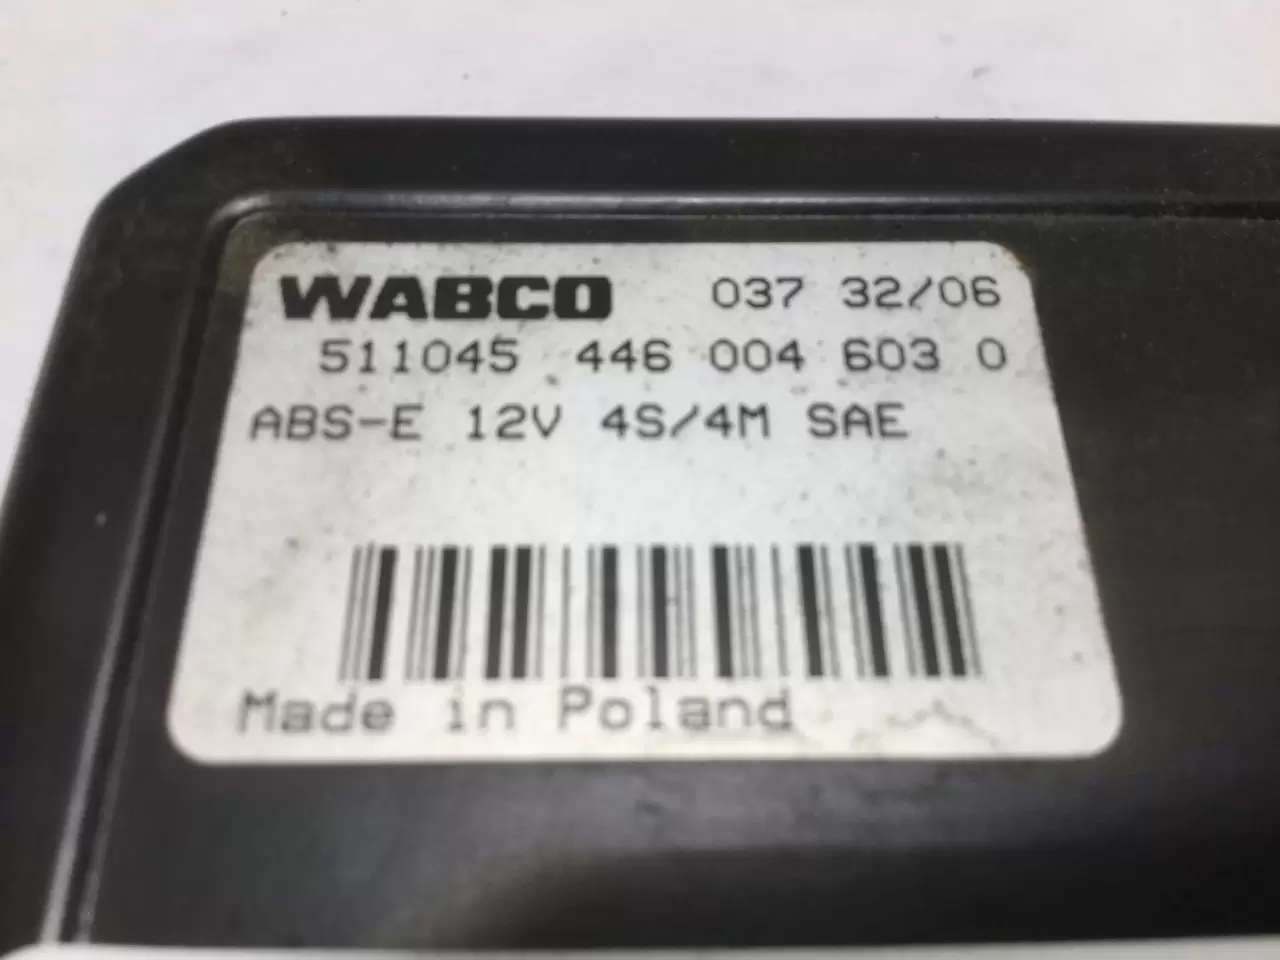 WABCO 037 32/06
511045 446 004 603 0
ABS-E 12V 4S/4M SAE
Made in Poland